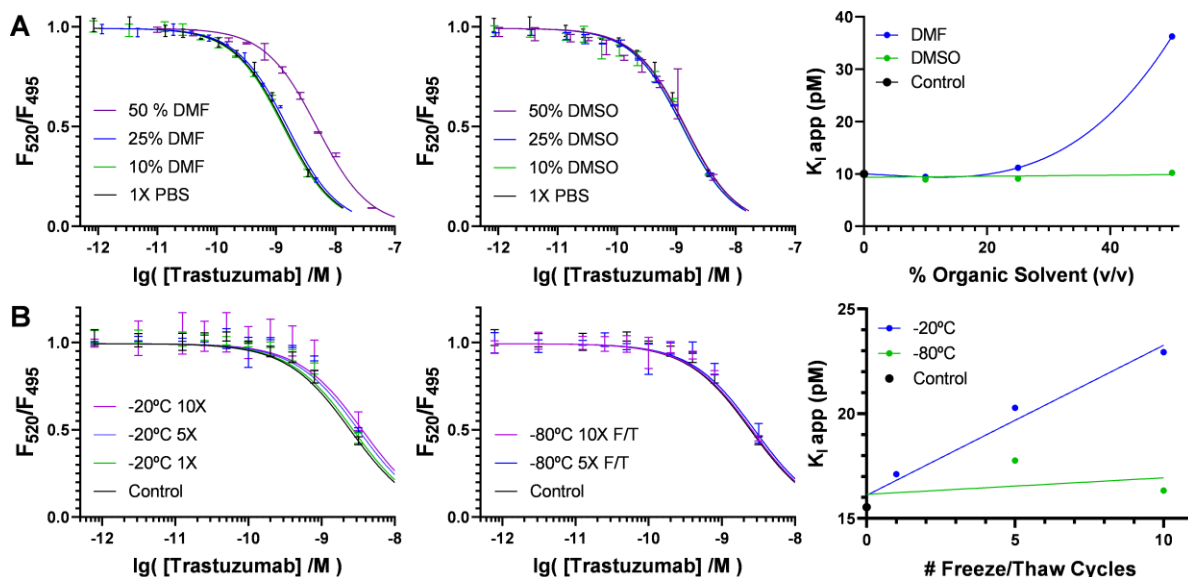 A
F520/F495
1.0
0.5
0.0
50 % DMF
25% DMF
10% DMF
1X PBS
-12 -11 -10 -9 -8 -7
lg( [Trastuzumab] /M )
F520/F495
1.0
0.5
0.0
50% DMSO
25% DMSO
10% DMSO
1X PBS
-12 -11 -10 -9 -8 -7
lg( [Trastuzumab] /M )
KI app (pM)
40
30
20
10
0
DMF
DMSO
Control
0 20 40
% Organic Solvent (v/v)
B
F520/F495
1.0
0.5
0.0
-20ºC 10X
-20ºC 5X
-20ºC 1X
Control
-12 -11 -10 -9 -8
lg( [Trastuzumab] /M )
F520/F495
1.0
0.5
0.0
-80ºC 10X F/T
-80ºC 5X F/T
Control
-12 -11 -10 -9 -8
lg( [Trastuzumab] /M )
KI app (pM)
25
20
15
-20ºC
-80ºC
Control
0 5 10
# Freeze/Thaw Cycles